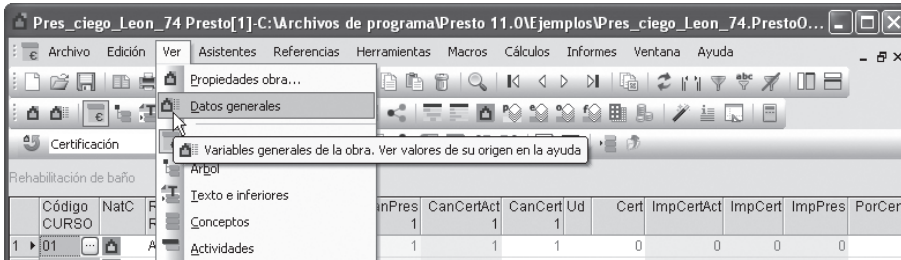 Pres_ciego_Leon_74 Presto[1]-C:\Archivos de programa\Presto 11.0\Ejemplos\Pres_ciego_Leon_74.PrestoO...
Archivo Edición Ver Asistentes Referencias Herramientas Macros Cálculos Informes Ventana Ayuda
Propiedades obra...
Datos generales
Certificación
Variables generales de la obra. Ver valores de su origen en la ayuda
Rehabilitación de baño
Árbol
Texto e inferiores
Código NatC CanCertAct CanCert Ud Cert ImpCertAct ImpCert ImpPres PorCer
CURSO 1 1 1
Conceptos
1 01 1 1 1 0 0 0 0
Actividades